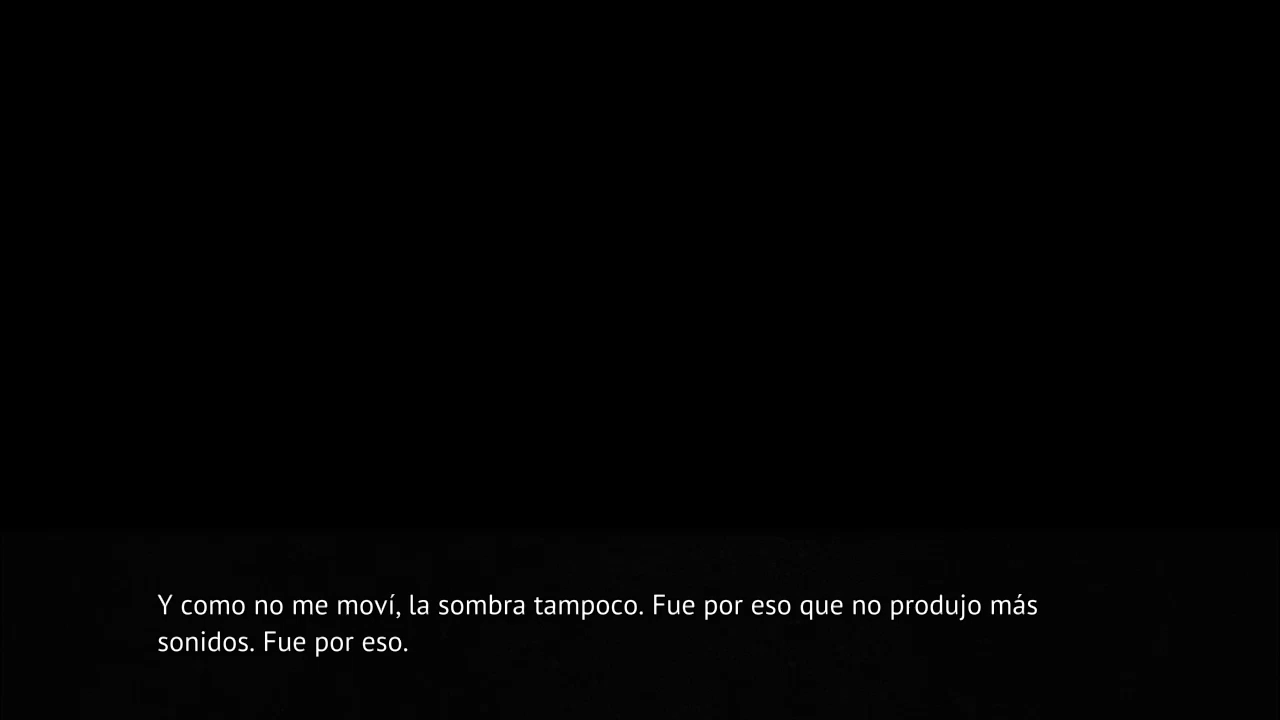 Y como no me moví, la sombra tampoco. Fue por eso que no produjo más
sonidos. Fue por eso.